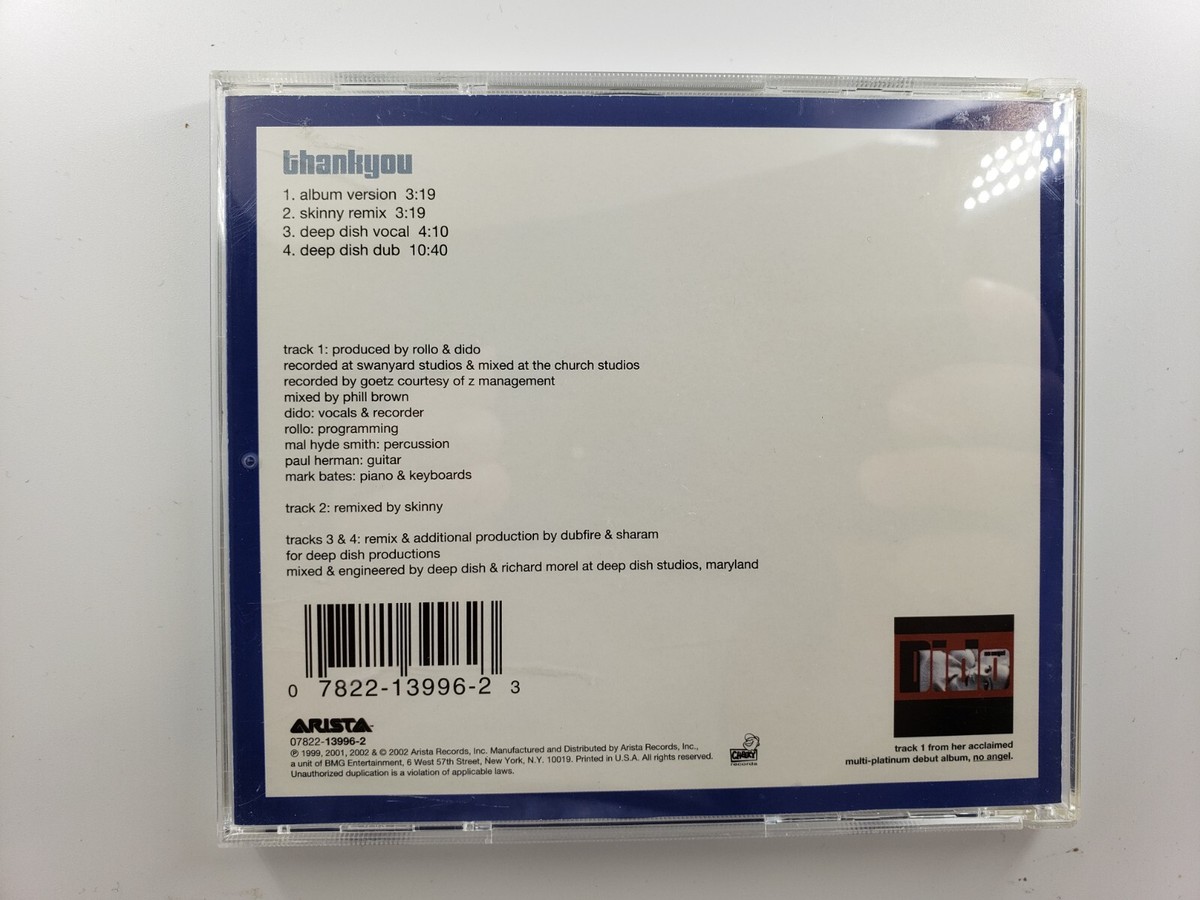 thankyou
1. album version 3:19
2. skinny remix 3:19
3. deep dish vocal 4:10
4. deep dish dub 10:40
track 1: produced by rollo & dido
recorded at swanyard studios & mixed at the church studios
recorded by goetz courtesy of z management
mixed by phill brown
dido: vocals & recorder
rollo: programming
mal hyde smith: percussion
paul herman: guitar
mark bates: piano & keyboards
track 2: remixed by skinny
tracks 3 & 4: remix & additional production by dubfire & sharam
for deep dish productions
mixed & engineered by deep dish & richard morel at deep dish studios, maryland
0 7822-13996-2 3
ARISTA
07822-13996-2
℗ 1999, 2001, 2002 & © 2002 Arista Records, Inc. Manufactured and Distributed by Arista Records, Inc.,
a unit of BMG Entertainment, 6 West 57th Street, New York, N.Y. 10019. Printed in U.S.A. All rights reserved.
Unauthorized duplication is a violation of applicable laws.
CHEEKY
records
Dido
track 1 from her acclaimed
multi-platinum debut album, no angel.